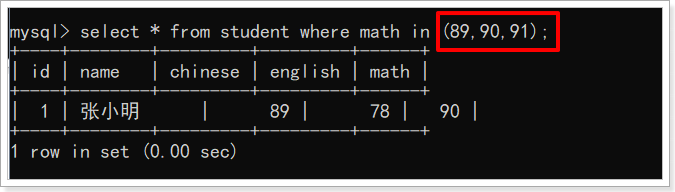 mysql> select * from student where math in (89,90,91);
+----+--------+---------+---------+------+
| id | name | chinese | english | math |
+----+--------+---------+---------+------+
| 1 | 张小明 | 89 | 78 | 90 |
+----+--------+---------+---------+------+
1 row in set (0.00 sec)